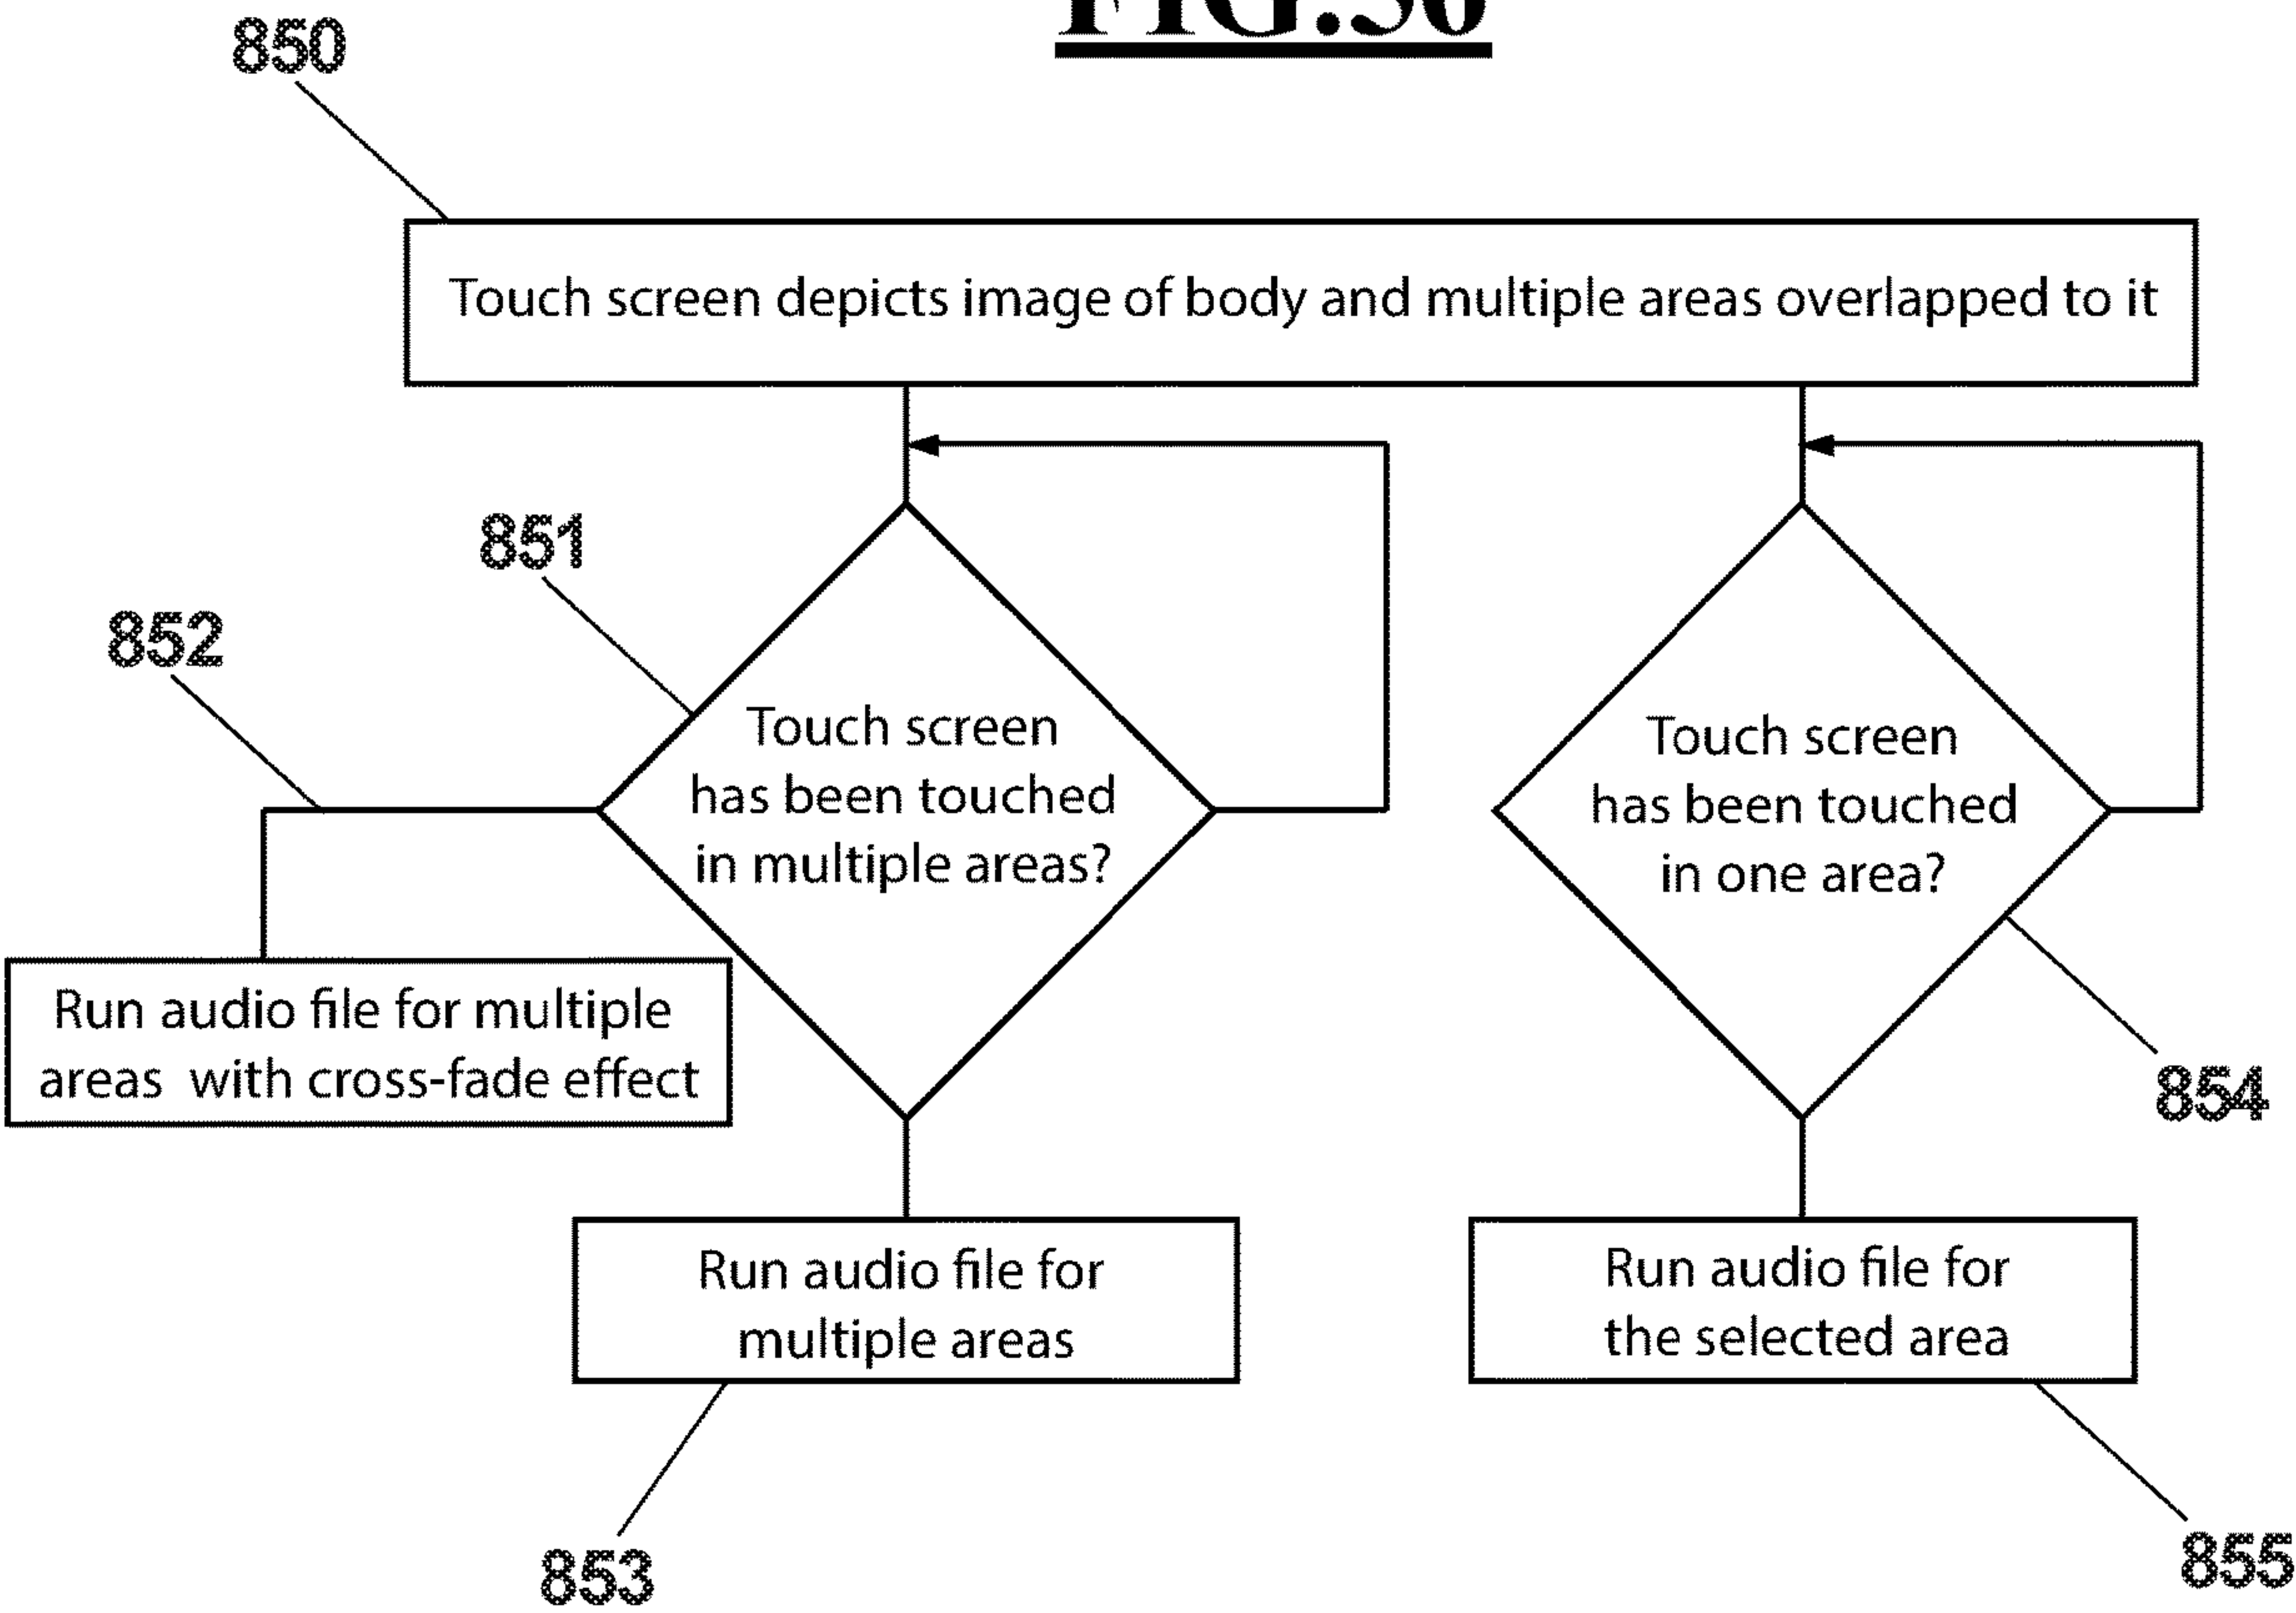 850
Touch screen depicts image of body and multiple areas overlapped to it
851
852
Touch screen
has been touched
in multiple areas?
Touch screen
has been touched
in one area?
Run audio file for multiple
areas with cross-fade effect
854
Run audio file for
multiple areas
Run audio file for
the selected area
853
855